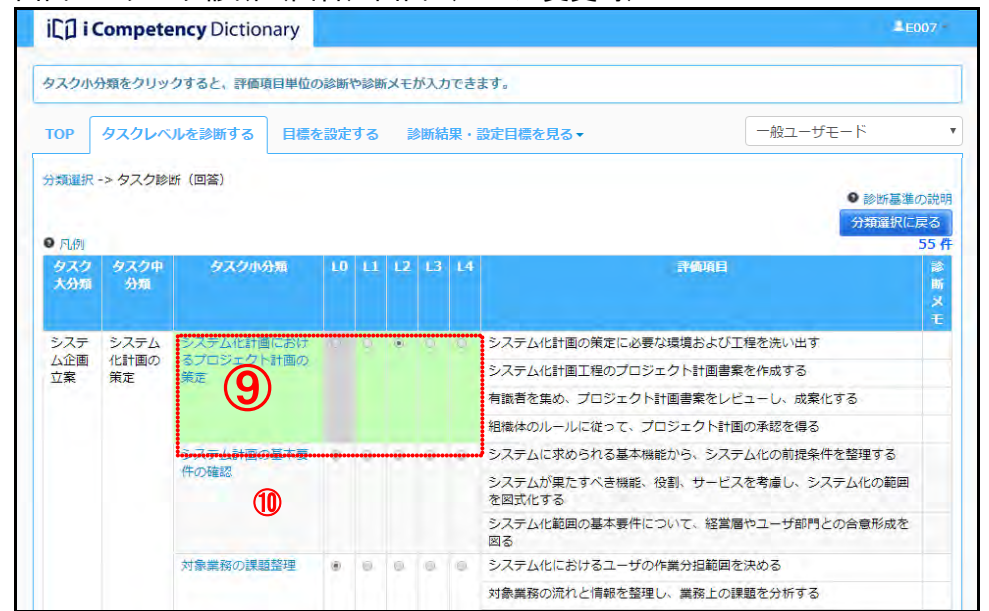 i Competency Dictionary
E007
タスク小分類をクリックすると、評価項目単位の診断や診断メモが入力できます。
TOP タスクレベルを診断する 目標を設定する 診断結果・設定目標を見る 一般ユーザモード
分類選択 -> タスク診断（回答）
診断基準の説明
分類選択に戻る
凡例
55 件
タスク大分類 タスク中分類 タスク小分類 L0 L1 L2 L3 L4 評価項目 診断メモ
システム企画立案
システム化計画の策定
システム化計画におけるプロジェクト計画の策定
⑨
システム化計画の策定に必要な環境および工程を洗い出す
システム化計画工程のプロジェクト計画書案を作成する
有識者を集め、プロジェクト計画書案をレビューし、成案化する
組織体のルールに従って、プロジェクト計画の承認を得る
システム計画の基本要件の確認
⑩
システムに求められる基本機能から、システム化の前提条件を整理する
システムが果たすべき機能、役割、サービスを考慮し、システム化の範囲
を図式化する
システム化範囲の基本要件について、経営層やユーザ部門との合意形成を
図る
対象業務の課題整理
システム化におけるユーザの作業分担範囲を決める
対象業務の流れと情報を整理し、業務上の課題を分析する